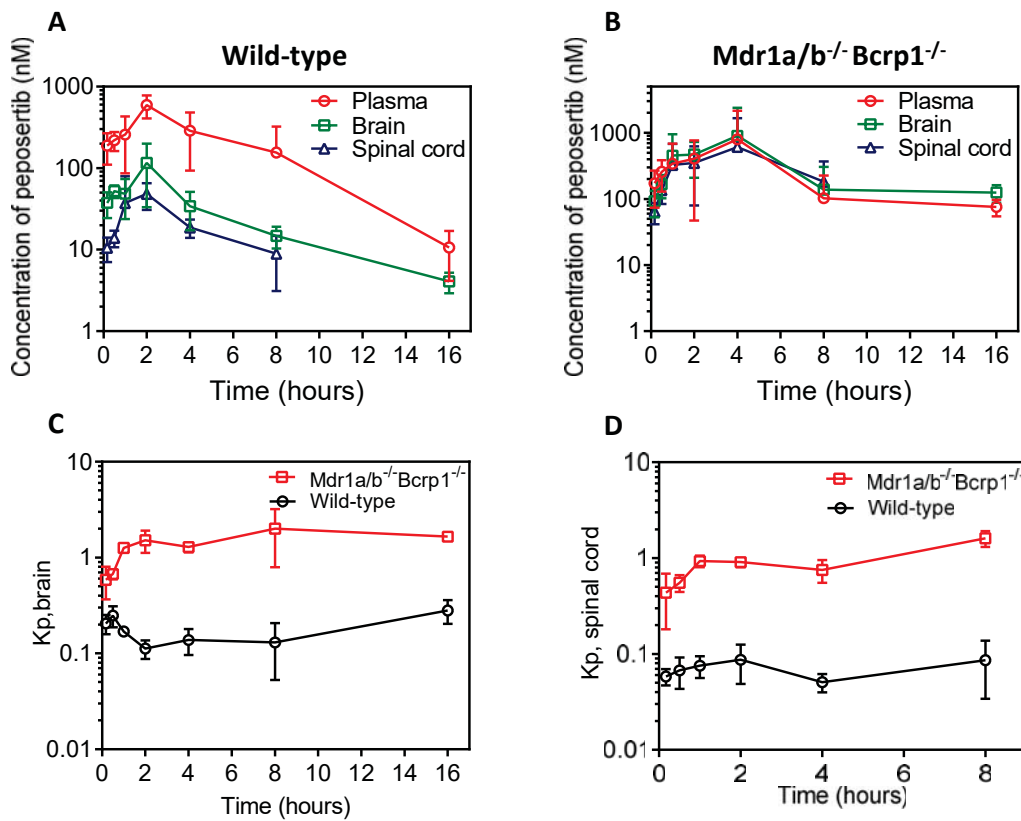 A
Wild-type
Concentration of peposertib (nM)
1000
100
10
1
Plasma
Brain
Spinal cord
0 2 4 6 8 10 12 14 16
Time (hours)
B
Mdr1a/b-/- Bcrp1-/-
Concentration of peposertib (nM)
1000
100
10
1
Plasma
Brain
Spinal cord
0 2 4 6 8 10 12 14 16
Time (hours)
C
Kp,brain
10
1
0.1
0.01
Mdr1a/b-/-Bcrp1-/-
Wild-type
0 2 4 6 8 10 12 14 16
Time (hours)
D
Kp, spinal cord
10
1
0.1
0.01
Mdr1a/b-/-Bcrp1-/-
Wild-type
0 2 4 6 8
Time (hours)